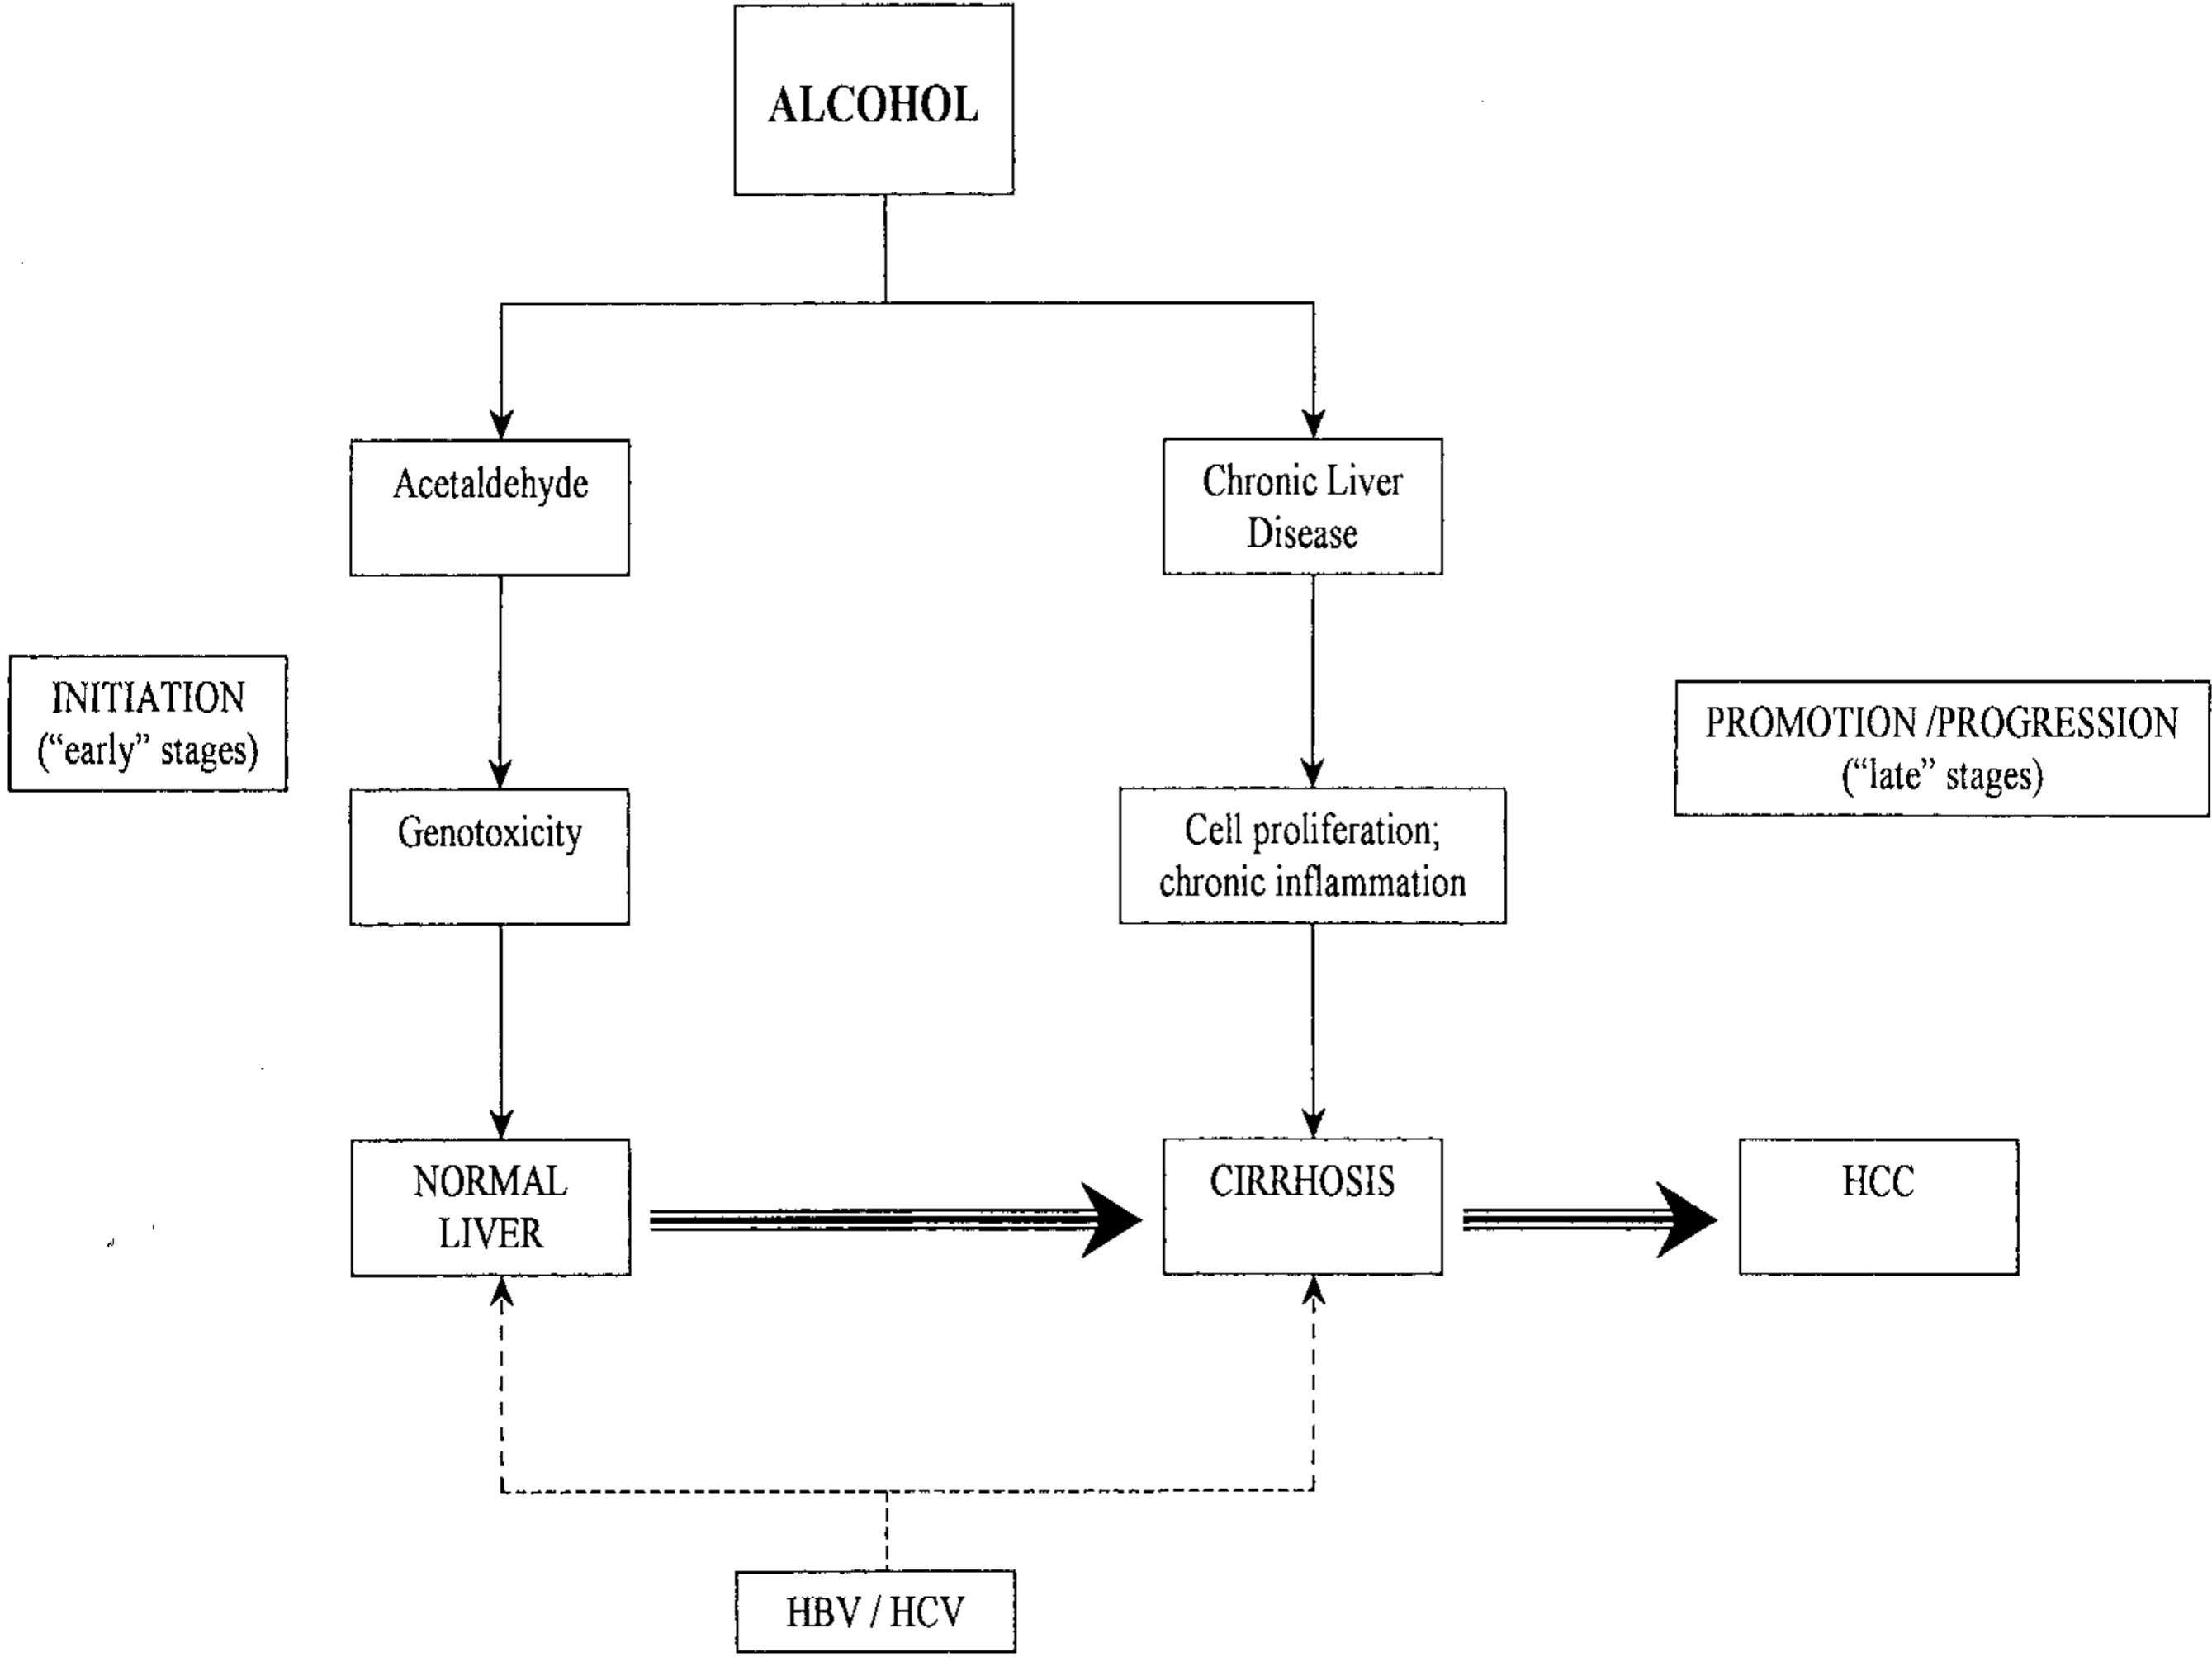 ALCOHOL
Acetaldehyde
Chronic Liver
Disease
INITIATION
(“early” stages)
PROMOTION /PROGRESSION
(“late” stages)
Genotoxicity
Cell proliferation;
chronic inflammation
NORMAL
LIVER
CIRRHOSIS
HCC
HBV / HCV